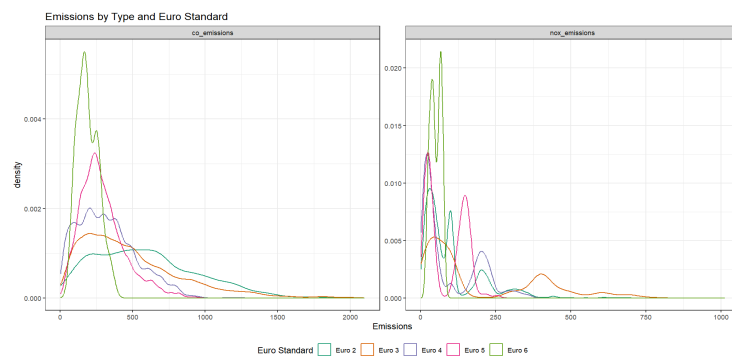 Emissions by Type and Euro Standard
co_emissions nox_emissions
density
0.004
0.002
0.000
0.020
0.015
0.010
0.005
0.000
0 500 1000 1500 2000 0 250 500 750 1000
Emissions
Euro Standard Euro 2 Euro 3 Euro 4 Euro 5 Euro 6